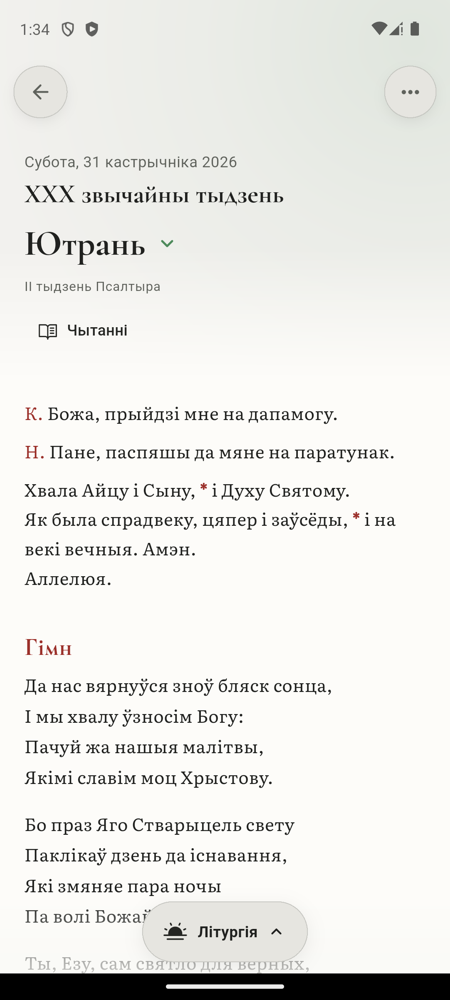 1:34
Субота, 31 кастрычніка 2026
XXX звычайны тыдзень
Ютрань
II тыдзень Псалтыра
Чытанні
К. Божа, прыйдзі мне на дапамогу.
Н. Пане, паспяшы да мяне на паратунак.
Хвала Айцу і Сыну, * і Духу Святому.
Як была спрадвеку, цяпер і заўсёды, * і на
векі вечныя. Амэн.
Аллелюя.
Гімн
Да нас вярнуўся зноў бляск сонца,
І мы хвалу ўзносім Богу:
Пачуй жа нашыя малітвы,
Якімі славім моц Хрыстову.
Бо праз Яго Стварыцель свету
Паклікаў дзень да існавання,
Які змяняе пара ночы
Па волі Божай
Літургія
Ты, Езу, сам святло для верных,